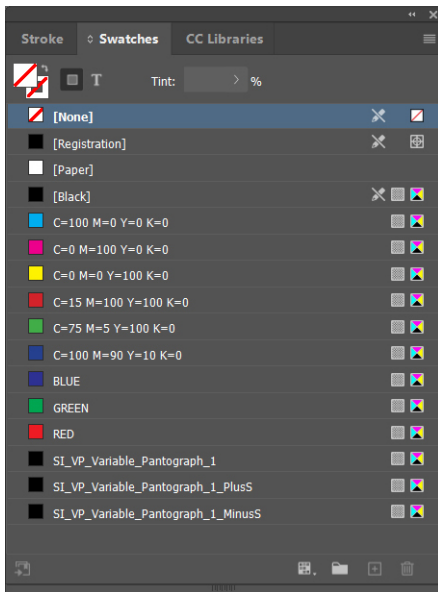 Stroke Swatches CC Libraries
T Tint: %
[None]
[Registration]
[Paper]
[Black]
C=100 M=0 Y=0 K=0
C=0 M=100 Y=0 K=0
C=0 M=0 Y=100 K=0
C=15 M=100 Y=100 K=0
C=75 M=5 Y=100 K=0
C=100 M=90 Y=10 K=0
BLUE
GREEN
RED
SI_VP_Variable_Pantograph_1
SI_VP_Variable_Pantograph_1_PlusS
SI_VP_Variable_Pantograph_1_MinusS